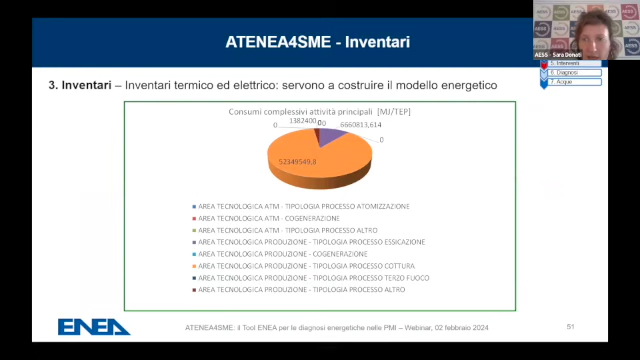 ATENEA4SME - Inventari
AESS - Sara Donati
5. Interventi
6. Diagnosi
7. Acque
3. Inventari – Inventari termico ed elettrico: servono a costruire il modello energetico
Consumi complessivi attività principali [MJ/TEP]
0
1382400
0
0
6660813,614
0
52349549,8
AREA TECNOLOGICA ATM - TIPOLOGIA PROCESSO ATOMIZZAZIONE
AREA TECNOLOGICA ATM - COGENERAZIONE
AREA TECNOLOGICA ATM - TIPOLOGIA PROCESSO ALTRO
AREA TECNOLOGICA PRODUZIONE - TIPOLOGIA PROCESSO ESSICAZIONE
AREA TECNOLOGICA PRODUZIONE - COGENERAZIONE
AREA TECNOLOGICA PRODUZIONE - TIPOLOGIA PROCESSO COTTURA
AREA TECNOLOGICA PRODUZIONE - TIPOLOGIA PROCESSO TERZO FUOCO
AREA TECNOLOGICA PRODUZIONE - TIPOLOGIA PROCESSO ALTRO
ENEA
ATENEA4SME: il Tool ENEA per le diagnosi energetiche nelle PMI – Webinar, 02 febbraio 2024
51